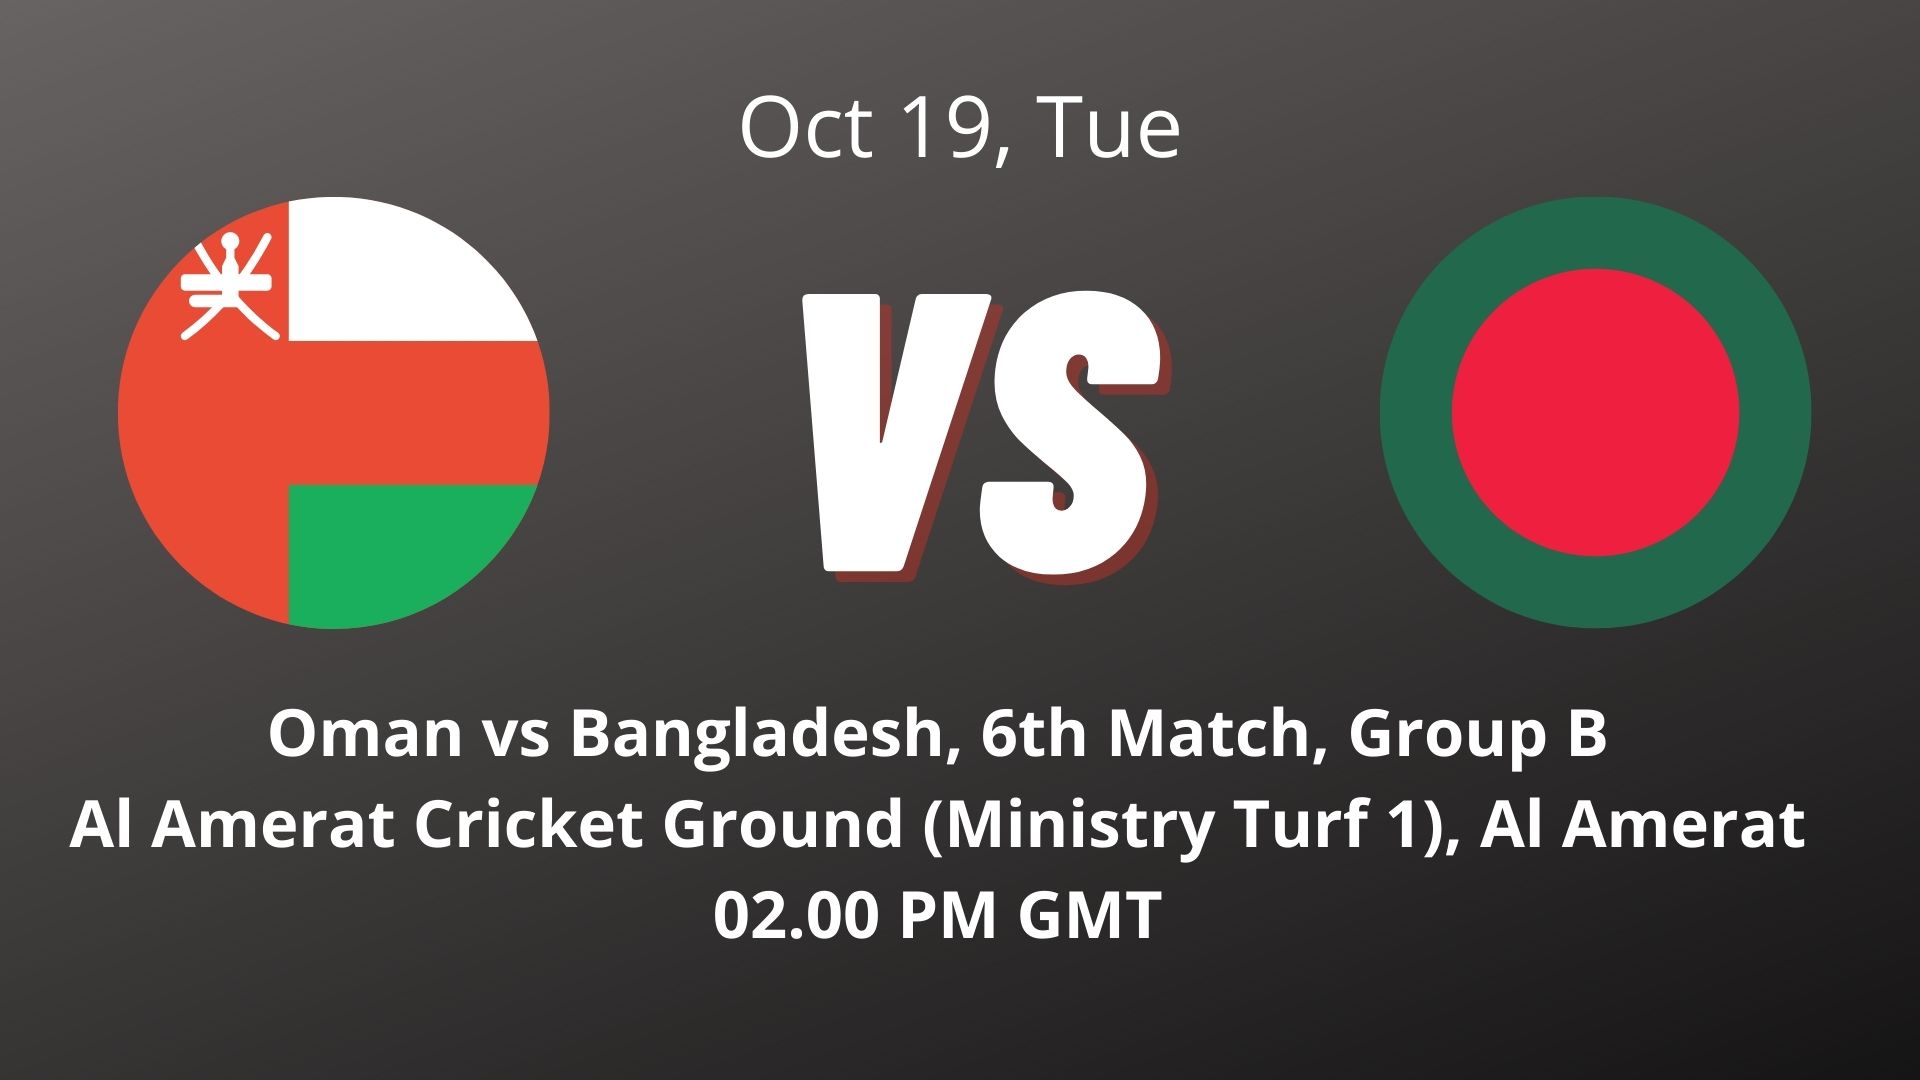 Oct 19, Tue
VS
Oman vs Bangladesh, 6th Match, Group B
Al Amerat Cricket Ground (Ministry Turf 1), Al Amerat
02.00 PM GMT